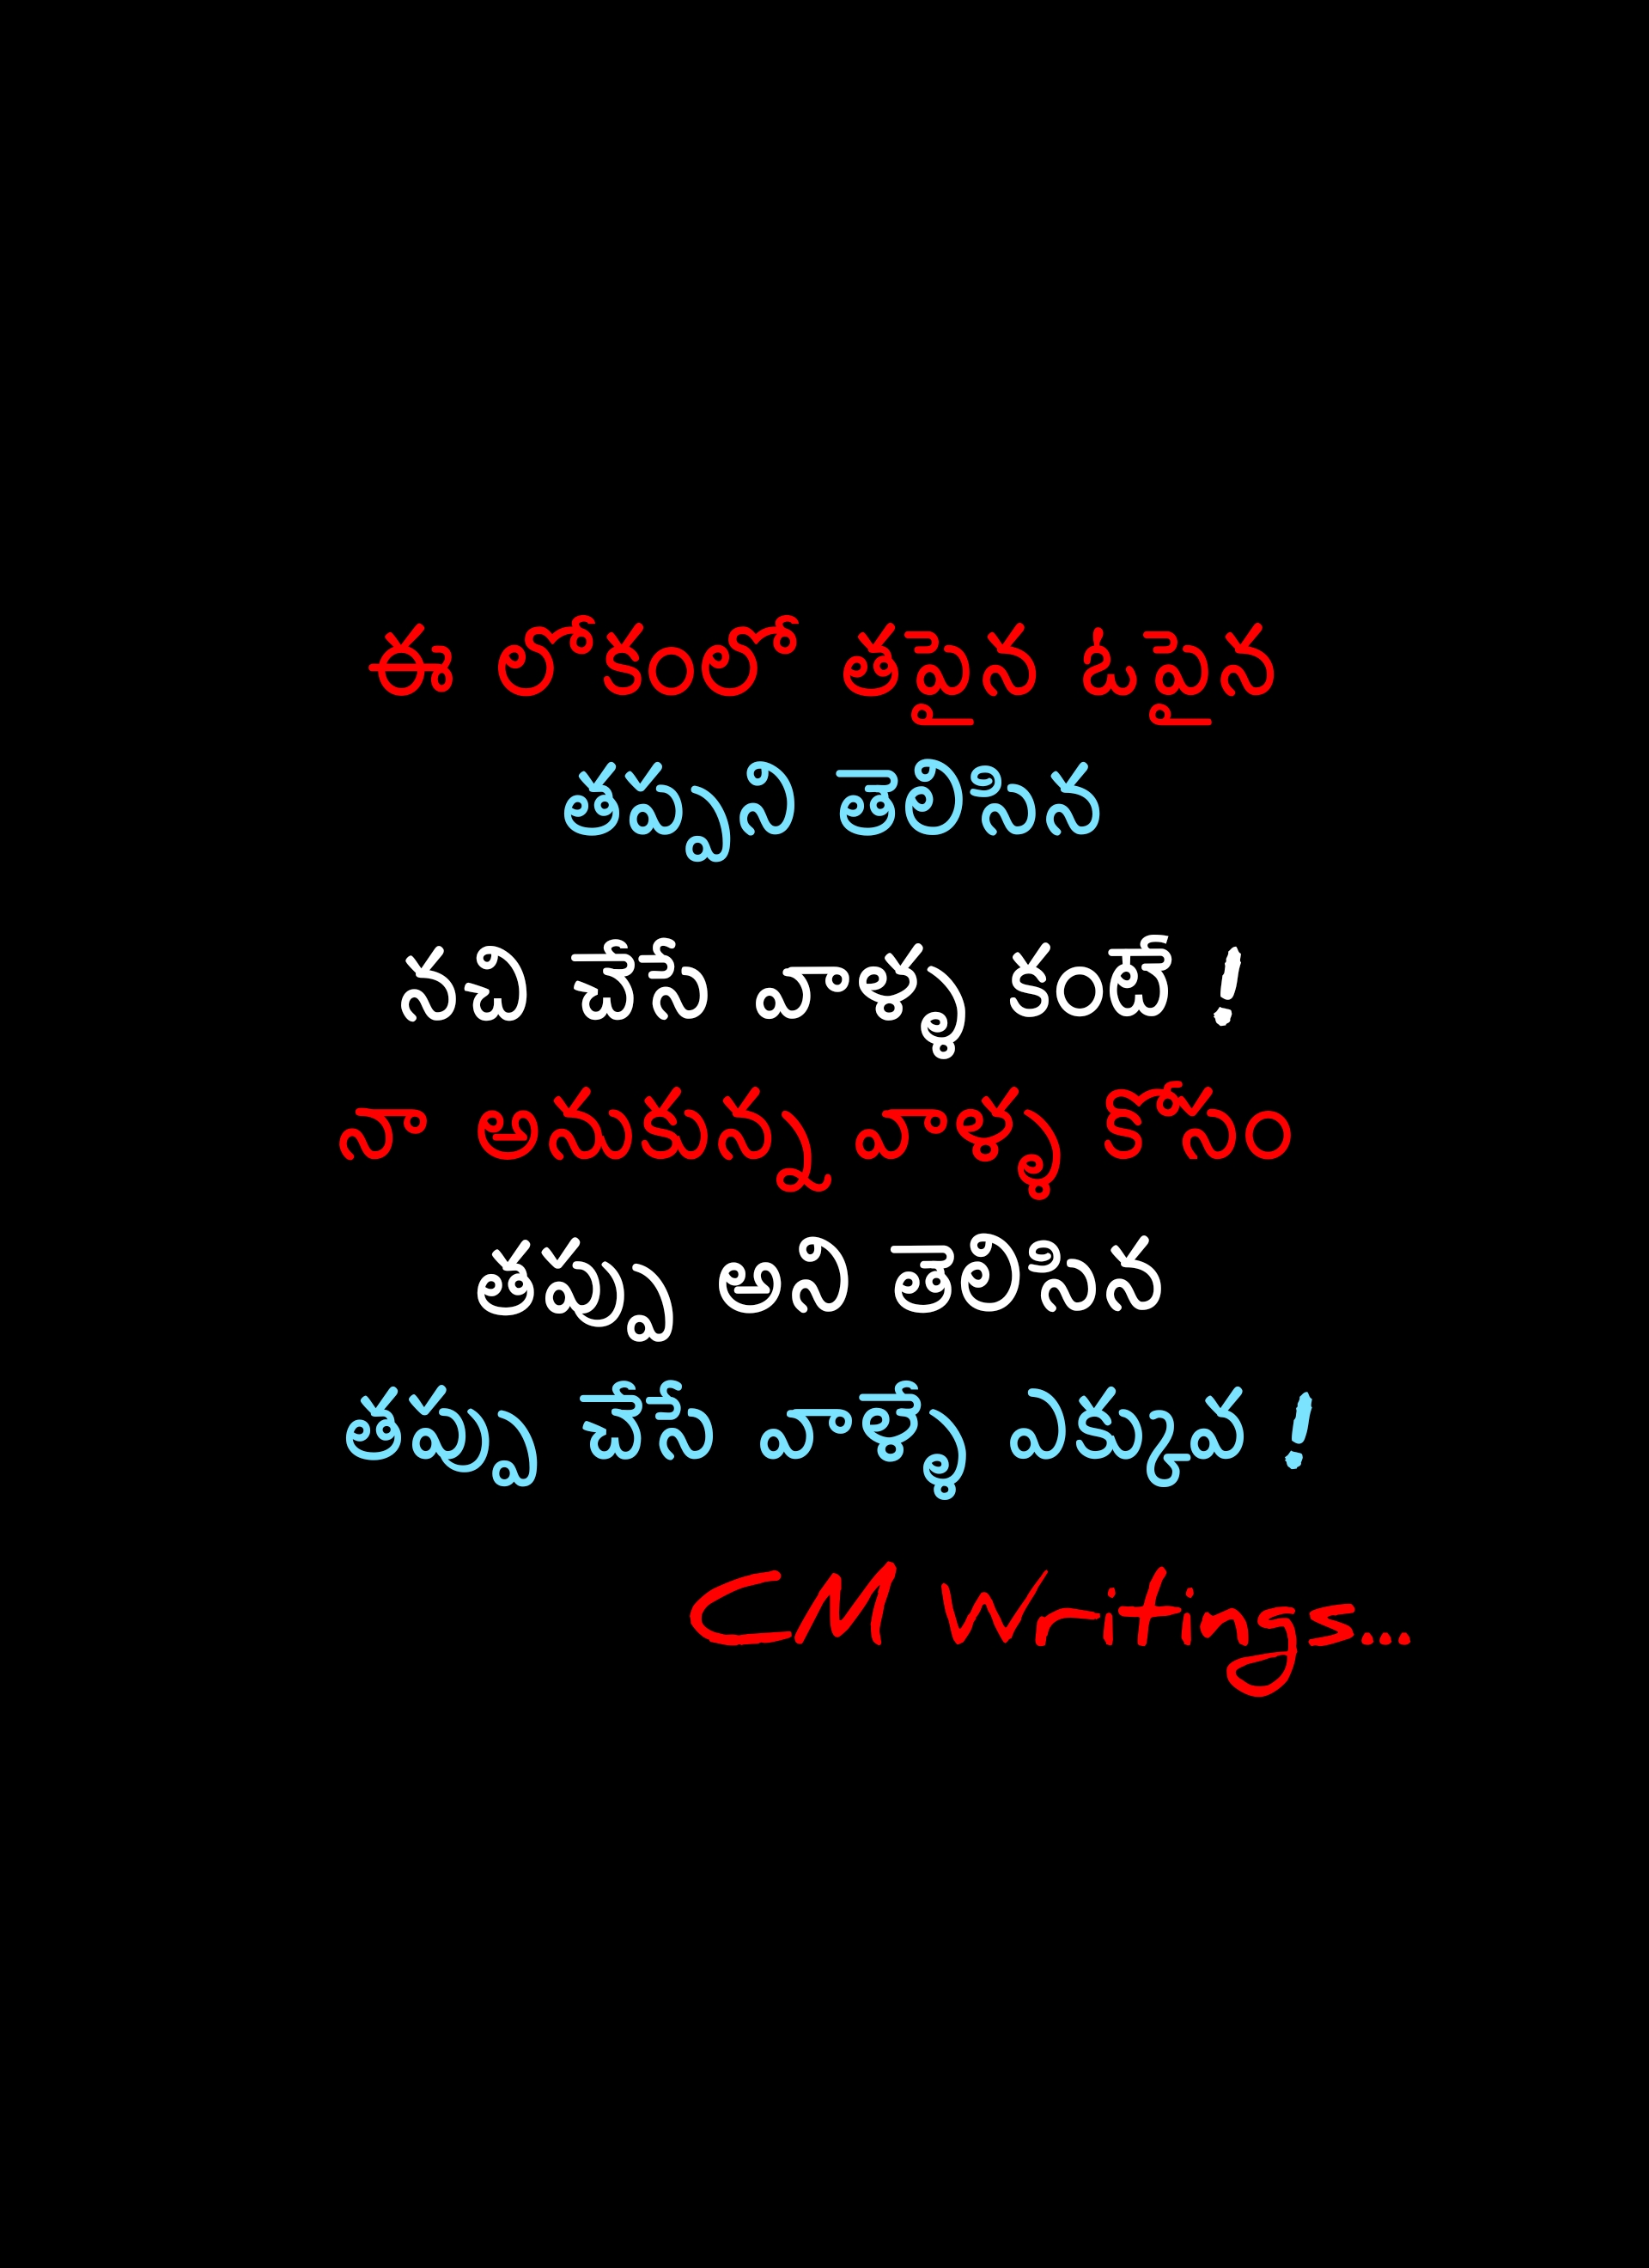 ఈ లోకంలో తపైన ఓపైన
తప్పని తెలిసిన
నచి చేసే వాళ్ళ కంటే !
నా అనుకున్న వాళ్ళ కోసం
తప్పు అని తెలిసిన
తప్పు చేసే వాళ్ళే ఎక్కువ !
CM Writings...